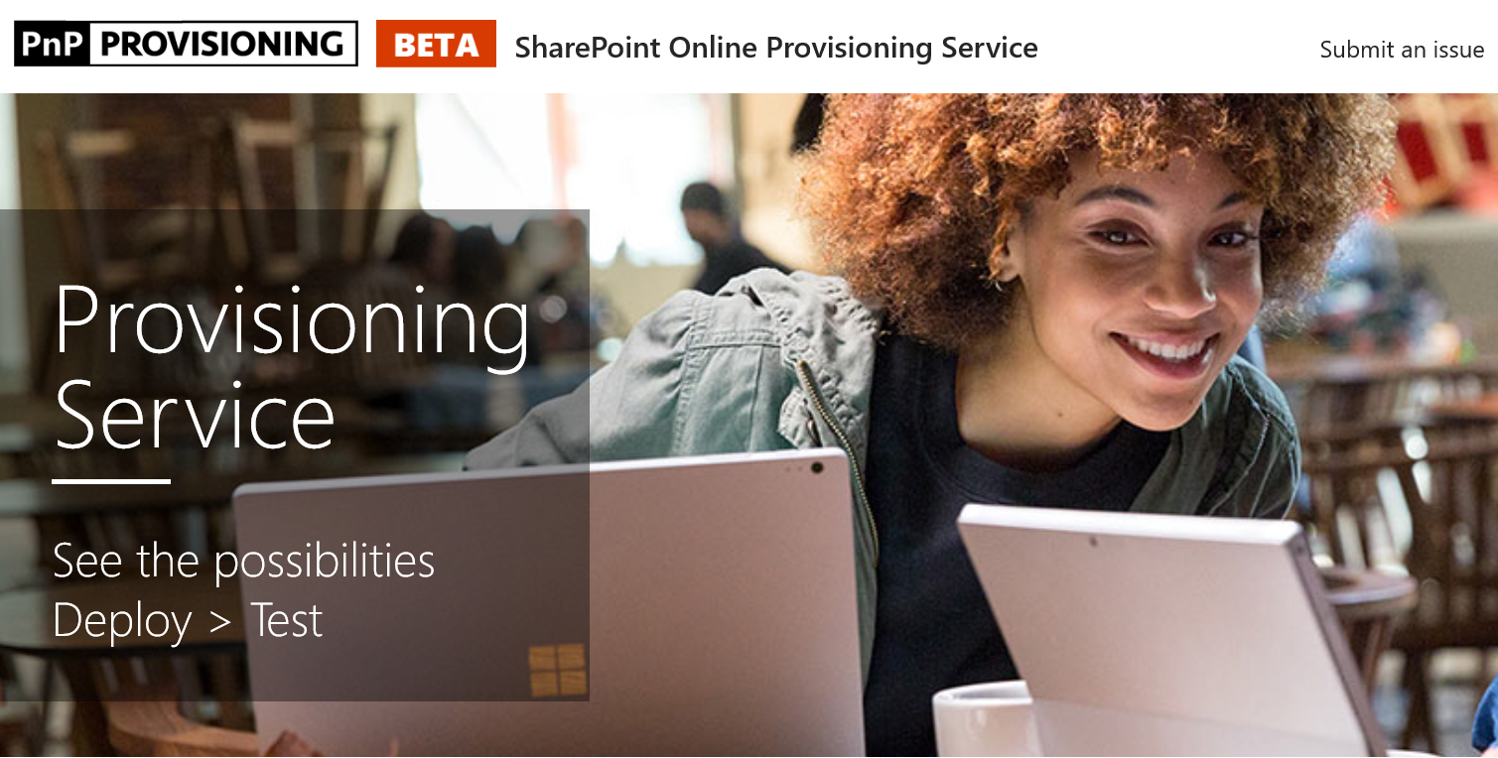 PnP PROVISIONING BETA SharePoint Online Provisioning Service Submit an issue
Provisioning
Service
See the possibilities
Deploy > Test